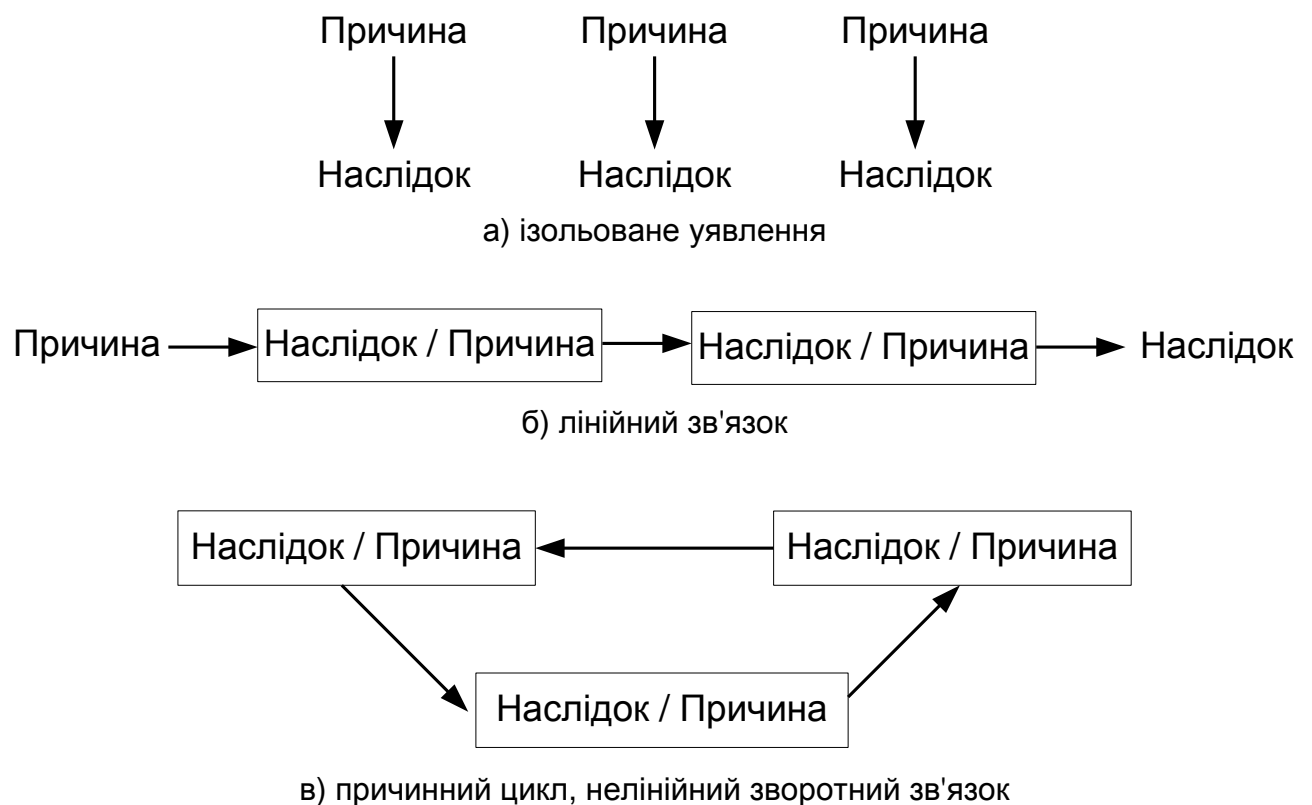 Причина Причина Причина
Наслідок Наслідок Наслідок
а) ізольоване уявлення
Причина Наслідок / Причина Наслідок / Причина Наслідок
б) лінійний зв'язок
Наслідок / Причина Наслідок / Причина
Наслідок / Причина
в) причинний цикл, нелінійний зворотний зв'язок